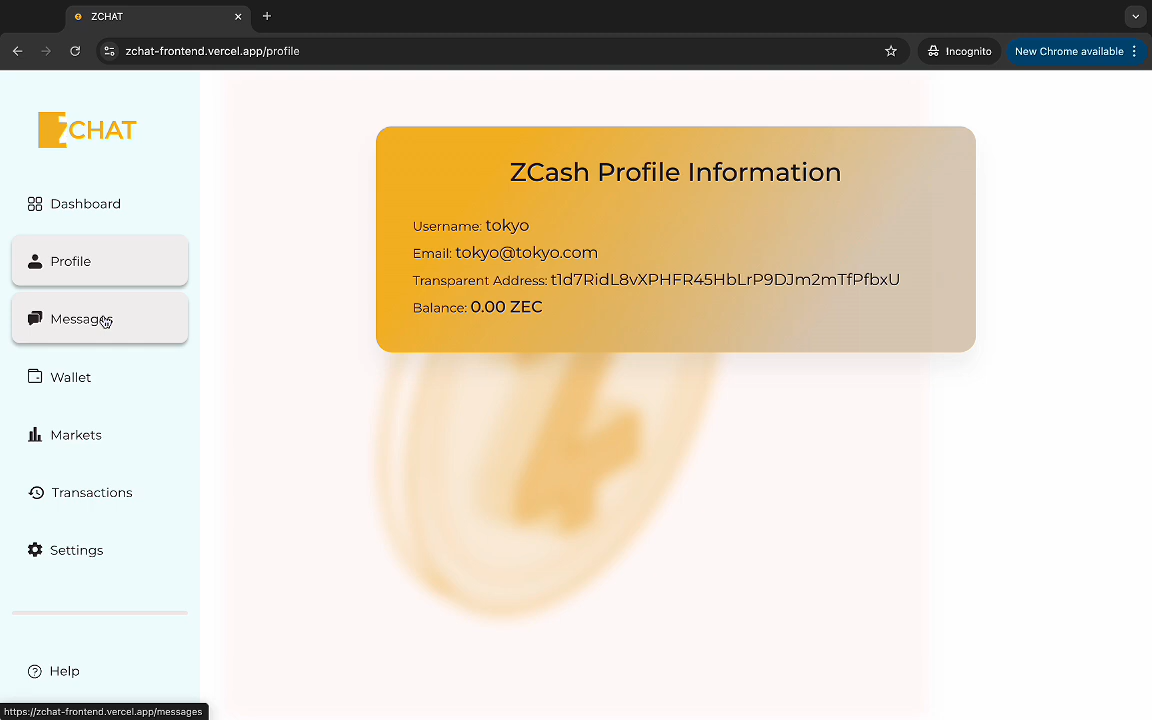 ZCHAT
zchat-frontend.vercel.app/profile
Incognito
New Chrome available
ZCHAT
Dashboard
Profile
Messages
Wallet
Markets
Transactions
Settings
Help
ZCash Profile Information
Username: tokyo
Email: tokyo@tokyo.com
Transparent Address: t1d7RidL8vXPHFR45HbLrP9DJm2mTfPfbxU
Balance: 0.00 ZEC
https://zchat-frontend.vercel.app/messages